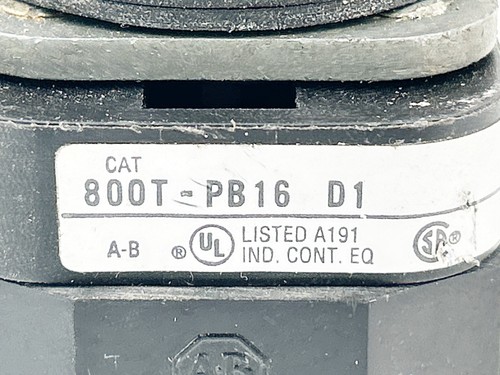 CAT
800T-PB16 D1
A-B ® UL LISTED A191
IND. CONT. EQ
SA ®
A-B